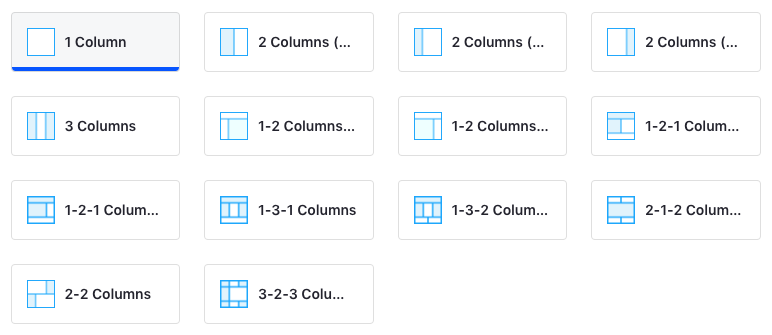 1 Column
2 Columns (...
2 Columns (...
2 Columns (...
3 Columns
1-2 Columns...
1-2 Columns...
1-2-1 Colum...
1-2-1 Colum...
1-3-1 Columns
1-3-2 Colum...
2-1-2 Colum...
2-2 Columns
3-2-3 Colu...